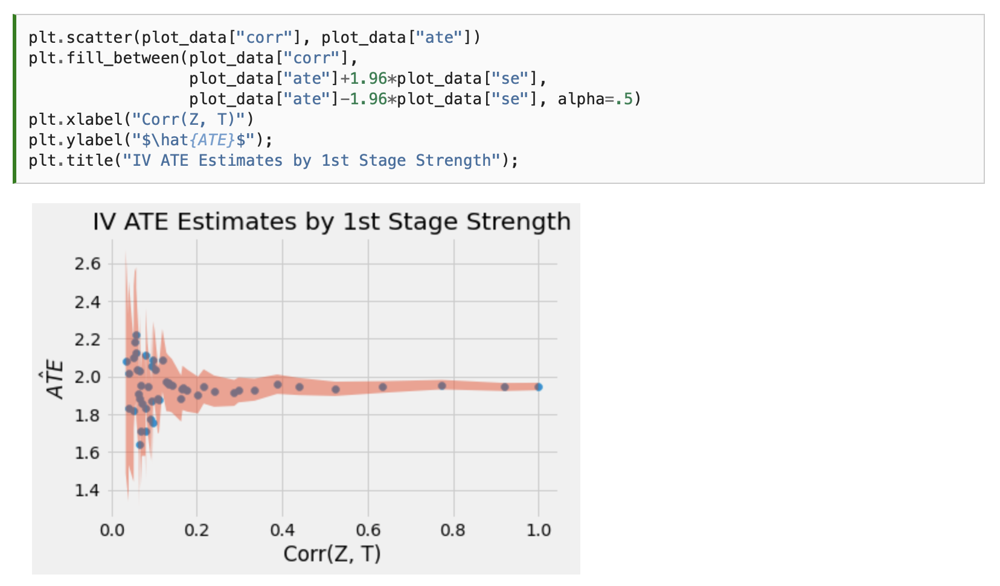 plt.scatter(plot_data["corr"], plot_data["ate"])
plt.fill_between(plot_data["corr"],
                 plot_data["ate"]+1.96*plot_data["se"],
                 plot_data["ate"]-1.96*plot_data["se"], alpha=.5)
plt.xlabel("Corr(Z, T)")
plt.ylabel("$\hat{ATE}$");
plt.title("IV ATE Estimates by 1st Stage Strength");
IV ATE Estimates by 1st Stage Strength
2.6
2.4
2.2
2.0
1.8
1.6
1.4
AT̂E
0.0 0.2 0.4 0.6 0.8 1.0
Corr(Z, T)